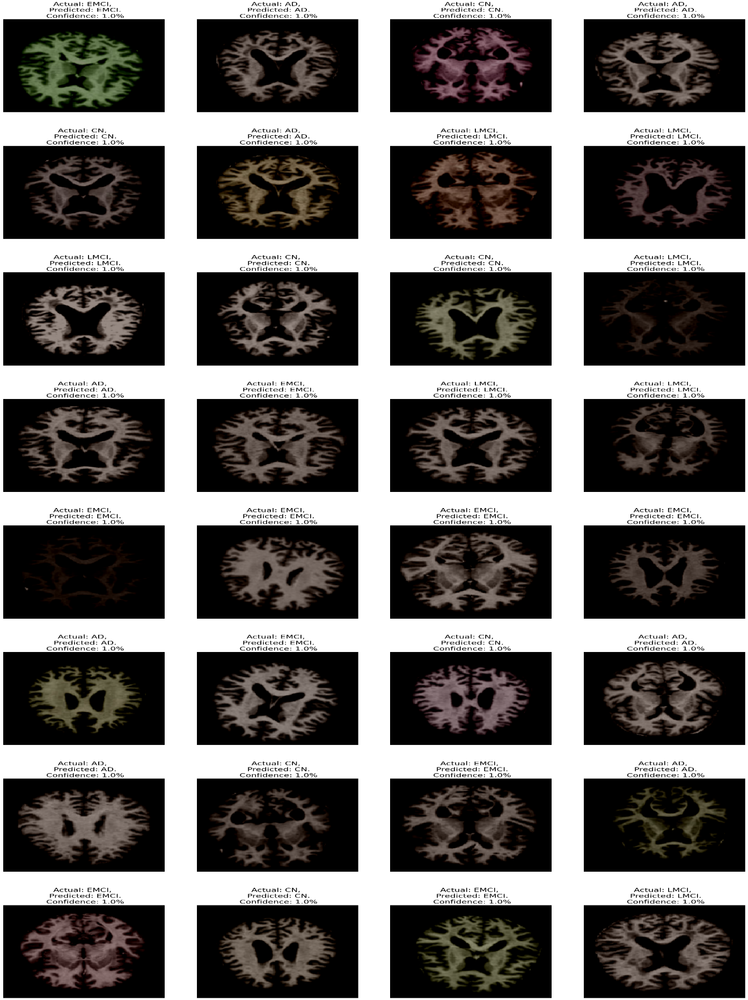 Actual: EMCI,
Predicted: EMCI.
Confidence: 1.0%
Actual: AD,
Predicted: AD.
Confidence: 1.0%
Actual: CN,
Predicted: CN.
Confidence: 1.0%
Actual: AD,
Predicted: AD.
Confidence: 1.0%
Actual: CN,
Predicted: CN.
Confidence: 1.0%
Actual: AD,
Predicted: AD.
Confidence: 1.0%
Actual: LMCI,
Predicted: LMCI.
Confidence: 1.0%
Actual: LMCI,
Predicted: LMCI.
Confidence: 1.0%
Actual: LMCI,
Predicted: LMCI.
Confidence: 1.0%
Actual: CN,
Predicted: CN.
Confidence: 1.0%
Actual: CN,
Predicted: CN.
Confidence: 1.0%
Actual: LMCI,
Predicted: LMCI.
Confidence: 1.0%
Actual: AD,
Predicted: AD.
Confidence: 1.0%
Actual: EMCI,
Predicted: EMCI.
Confidence: 1.0%
Actual: LMCI,
Predicted: LMCI.
Confidence: 1.0%
Actual: LMCI,
Predicted: LMCI.
Confidence: 1.0%
Actual: EMCI,
Predicted: EMCI.
Confidence: 1.0%
Actual: EMCI,
Predicted: EMCI.
Confidence: 1.0%
Actual: EMCI,
Predicted: EMCI.
Confidence: 1.0%
Actual: EMCI,
Predicted: EMCI.
Confidence: 1.0%
Actual: AD,
Predicted: AD.
Confidence: 1.0%
Actual: EMCI,
Predicted: EMCI.
Confidence: 1.0%
Actual: CN,
Predicted: CN.
Confidence: 1.0%
Actual: AD,
Predicted: AD.
Confidence: 1.0%
Actual: AD,
Predicted: AD.
Confidence: 1.0%
Actual: CN,
Predicted: CN.
Confidence: 1.0%
Actual: EMCI,
Predicted: EMCI.
Confidence: 1.0%
Actual: AD,
Predicted: AD.
Confidence: 1.0%
Actual: EMCI,
Predicted: EMCI.
Confidence: 1.0%
Actual: CN,
Predicted: CN.
Confidence: 1.0%
Actual: EMCI,
Predicted: EMCI.
Confidence: 1.0%
Actual: LMCI,
Predicted: LMCI.
Confidence: 1.0%